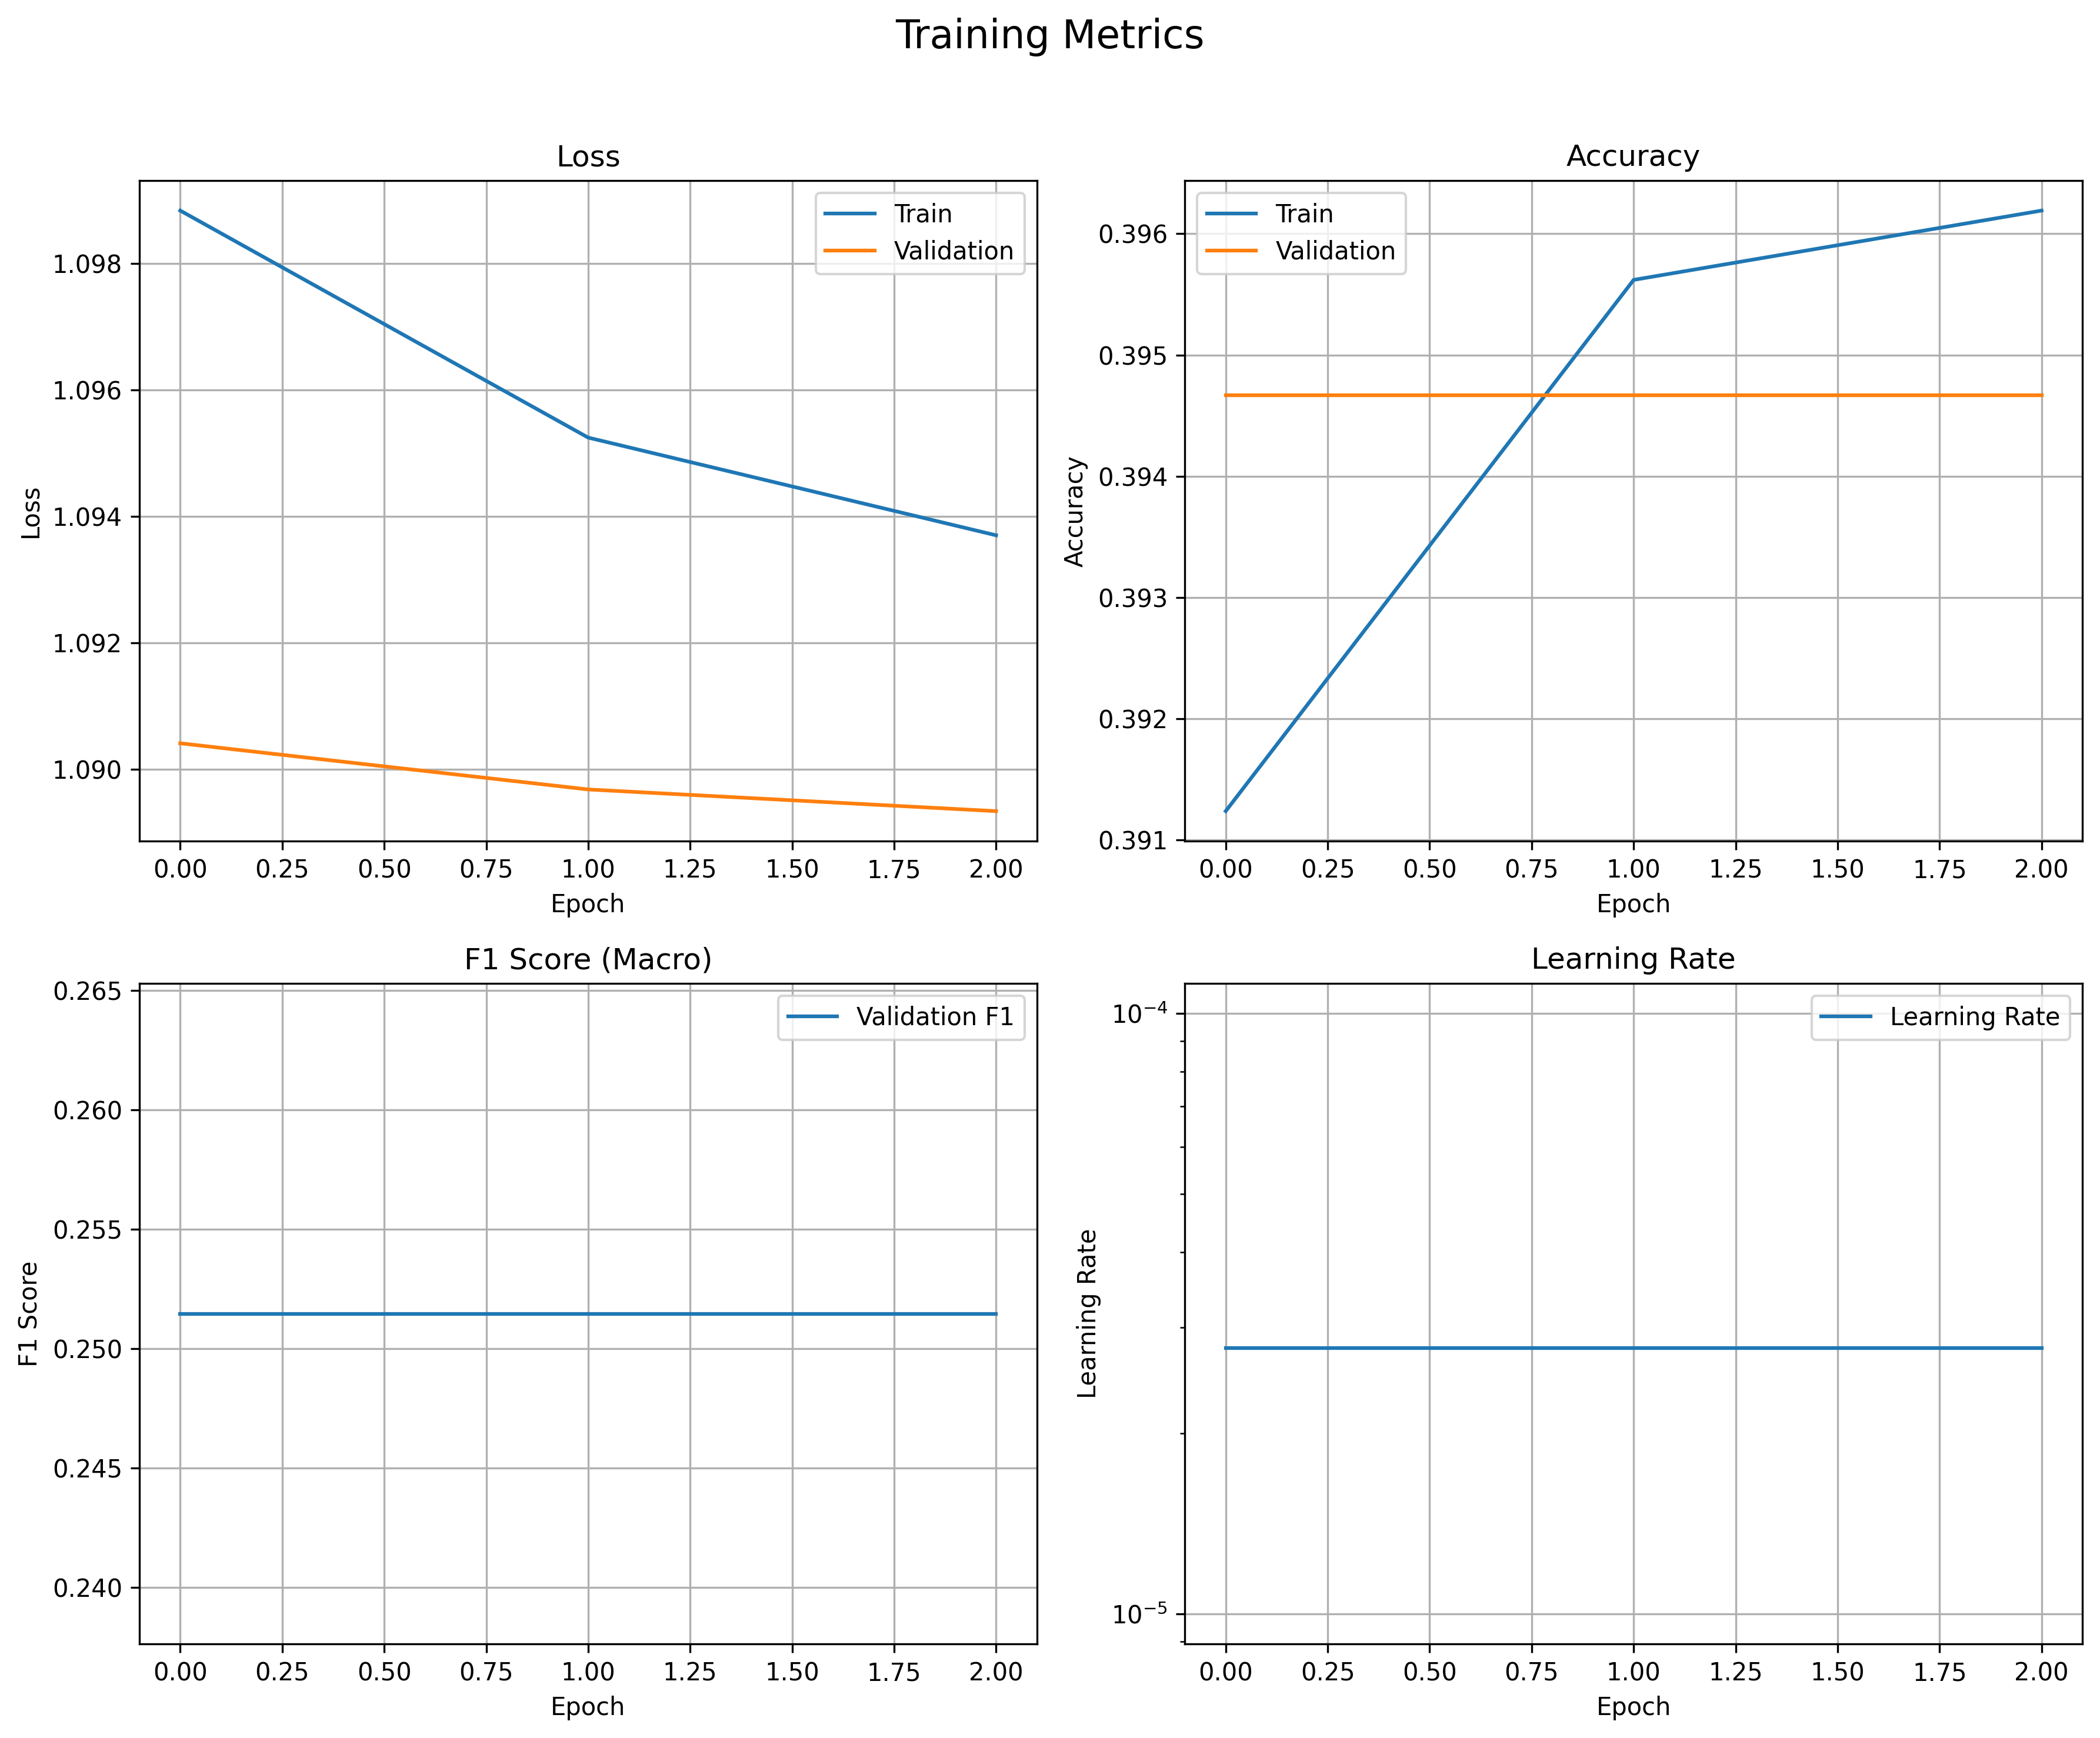 Training Metrics
Loss
Train
Validation
1.098
1.096
1.094
1.092
1.090
Loss
0.00 0.25 0.50 0.75 1.00 1.25 1.50 1.75 2.00
Epoch
Accuracy
Train
Validation
0.396
0.395
0.394
0.393
0.392
0.391
Accuracy
0.00 0.25 0.50 0.75 1.00 1.25 1.50 1.75 2.00
Epoch
F1 Score (Macro)
Validation F1
0.265
0.260
0.255
0.250
0.245
0.240
F1 Score
0.00 0.25 0.50 0.75 1.00 1.25 1.50 1.75 2.00
Epoch
Learning Rate
Learning Rate
10⁻⁴
10⁻⁵
Learning Rate
0.00 0.25 0.50 0.75 1.00 1.25 1.50 1.75 2.00
Epoch